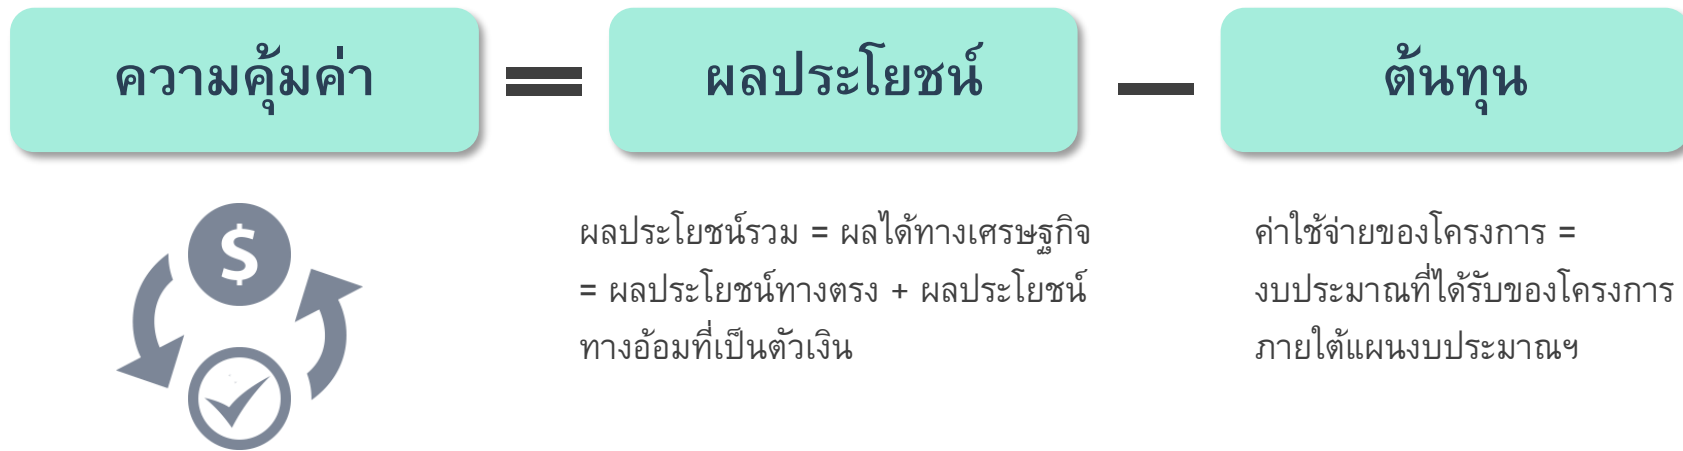 ความคุ้มค่า = ผลประโยชน์ — ต้นทุน
$
ผลประโยชน์รวม = ผลได้ทางเศรษฐกิจ
= ผลประโยชน์ทางตรง + ผลประโยชน์
ทางอ้อมที่เป็นตัวเงิน
ค่าใช้จ่ายของโครงการ =
งบประมาณที่ได้รับของโครงการ
ภายใต้แผนงบประมาณฯ